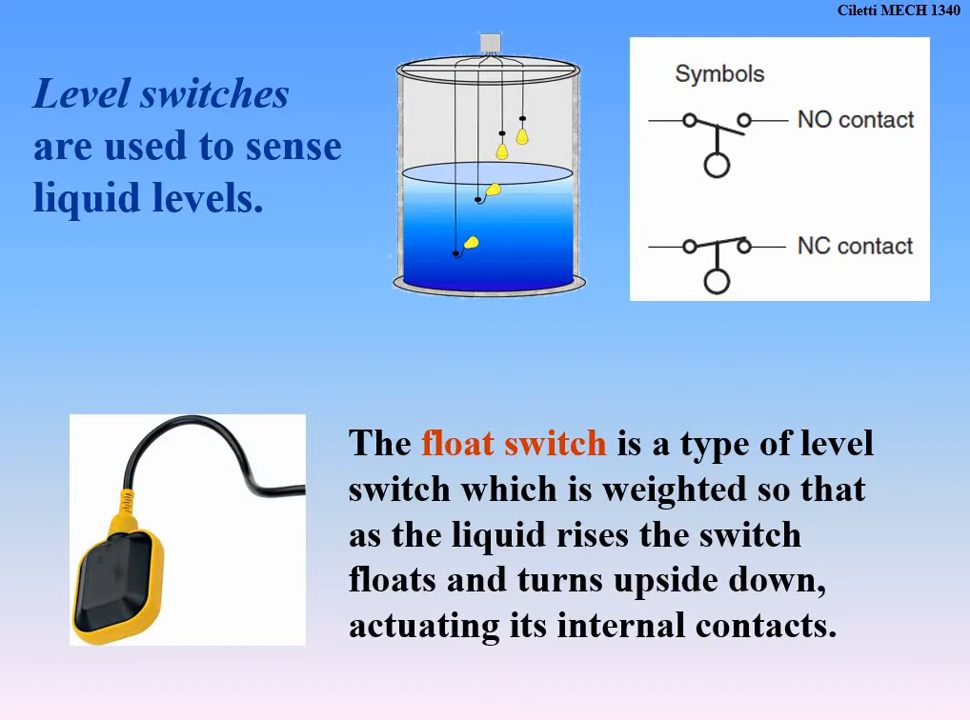 Ciletti MECH 1340
Level switches
are used to sense
liquid levels.
Symbols
NO contact
NC contact
The float switch is a type of level
switch which is weighted so that
as the liquid rises the switch
floats and turns upside down,
actuating its internal contacts.